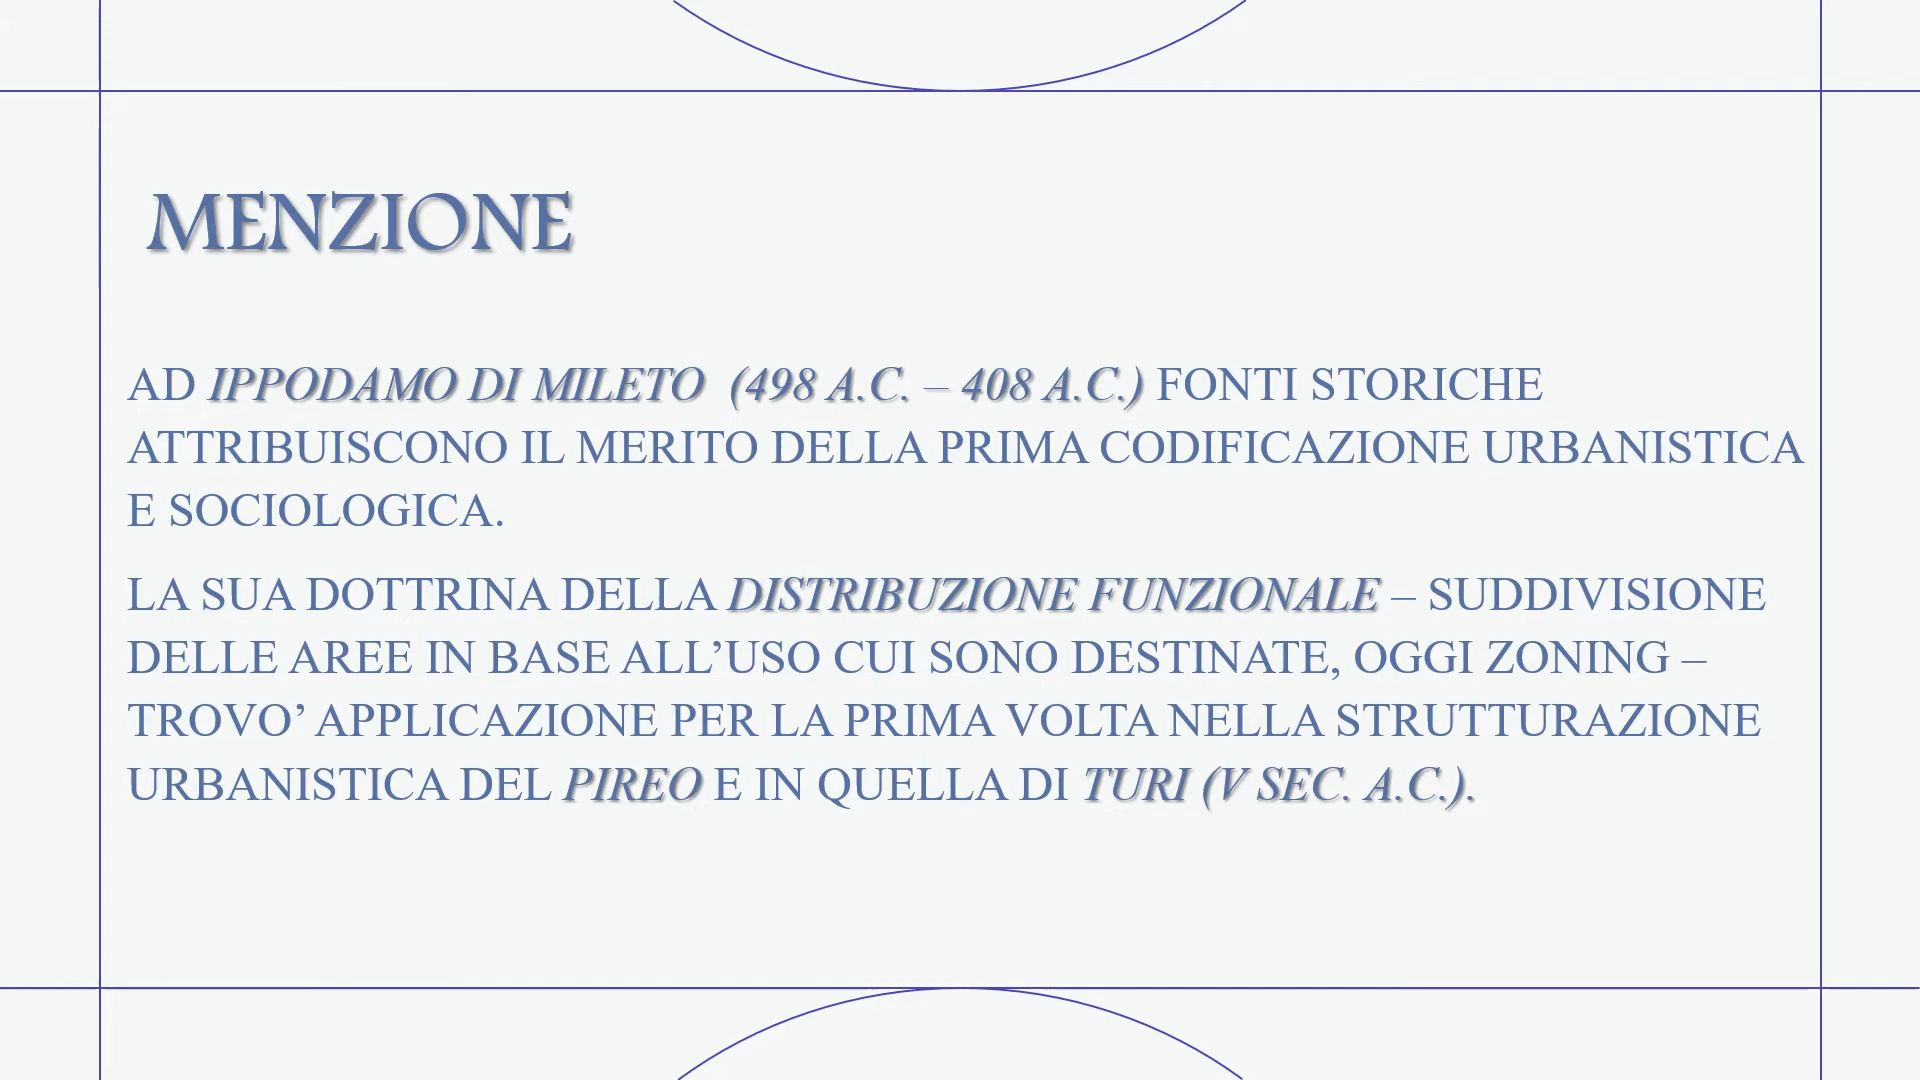 MENZIONE
AD IPPODAMO DI MILETO (498 A.C. – 408 A.C.) FONTI STORICHE
ATTRIBUISCONO IL MERITO DELLA PRIMA CODIFICAZIONE URBANISTICA
E SOCIOLOGICA.
LA SUA DOTTRINA DELLA DISTRIBUZIONE FUNZIONALE – SUDDIVISIONE
DELLE AREE IN BASE ALL’USO CUI SONO DESTINATE, OGGI ZONING –
TROVO’ APPLICAZIONE PER LA PRIMA VOLTA NELLA STRUTTURAZIONE
URBANISTICA DEL PIREO E IN QUELLA DI TURI (V SEC. A.C.).